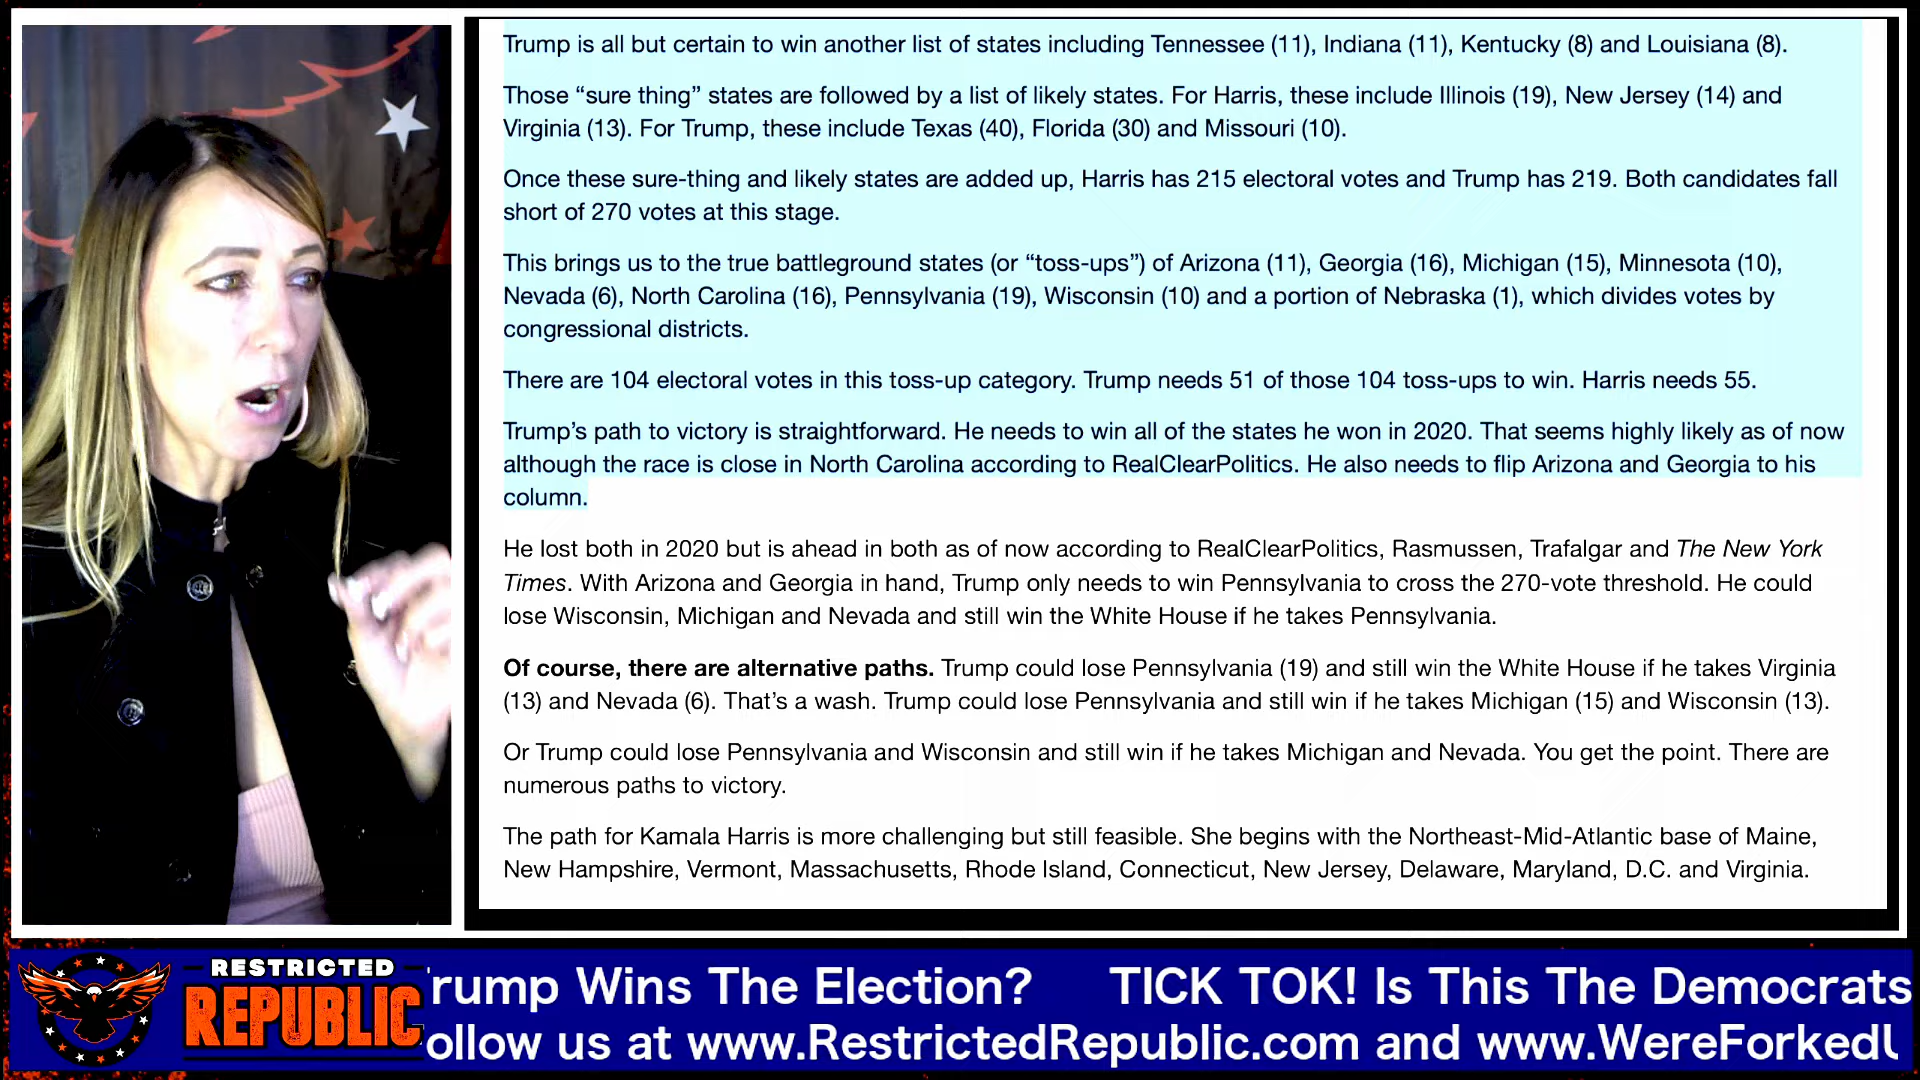 Trump is all but certain to win another list of states including Tennessee (11), Indiana (11), Kentucky (8) and Louisiana (8).
Those “sure thing” states are followed by a list of likely states. For Harris, these include Illinois (19), New Jersey (14) and
Virginia (13). For Trump, these include Texas (40), Florida (30) and Missouri (10).
Once these sure-thing and likely states are added up, Harris has 215 electoral votes and Trump has 219. Both candidates fall
short of 270 votes at this stage.
This brings us to the true battleground states (or “toss-ups”) of Arizona (11), Georgia (16), Michigan (15), Minnesota (10),
Nevada (6), North Carolina (16), Pennsylvania (19), Wisconsin (10) and a portion of Nebraska (1), which divides votes by
congressional districts.
There are 104 electoral votes in this toss-up category. Trump needs 51 of those 104 toss-ups to win. Harris needs 55.
Trump’s path to victory is straightforward. He needs to win all of the states he won in 2020. That seems highly likely as of now
although the race is close in North Carolina according to RealClearPolitics. He also needs to flip Arizona and Georgia to his
column.
He lost both in 2020 but is ahead in both as of now according to RealClearPolitics, Rasmussen, Trafalgar and The New York
Times. With Arizona and Georgia in hand, Trump only needs to win Pennsylvania to cross the 270-vote threshold. He could
lose Wisconsin, Michigan and Nevada and still win the White House if he takes Pennsylvania.
Of course, there are alternative paths. Trump could lose Pennsylvania (19) and still win the White House if he takes Virginia
(13) and Nevada (6). That’s a wash. Trump could lose Pennsylvania and still win if he takes Michigan (15) and Wisconsin (13).
Or Trump could lose Pennsylvania and Wisconsin and still win if he takes Michigan and Nevada. You get the point. There are
numerous paths to victory.
The path for Kamala Harris is more challenging but still feasible. She begins with the Northeast-Mid-Atlantic base of Maine,
New Hampshire, Vermont, Massachusetts, Rhode Island, Connecticut, New Jersey, Delaware, Maryland, D.C. and Virginia.
RESTRICTED
REPUBLIC
rump Wins The Election? TICK TOK! Is This The Democrats
ollow us at www.RestrictedRepublic.com and www.WereForked